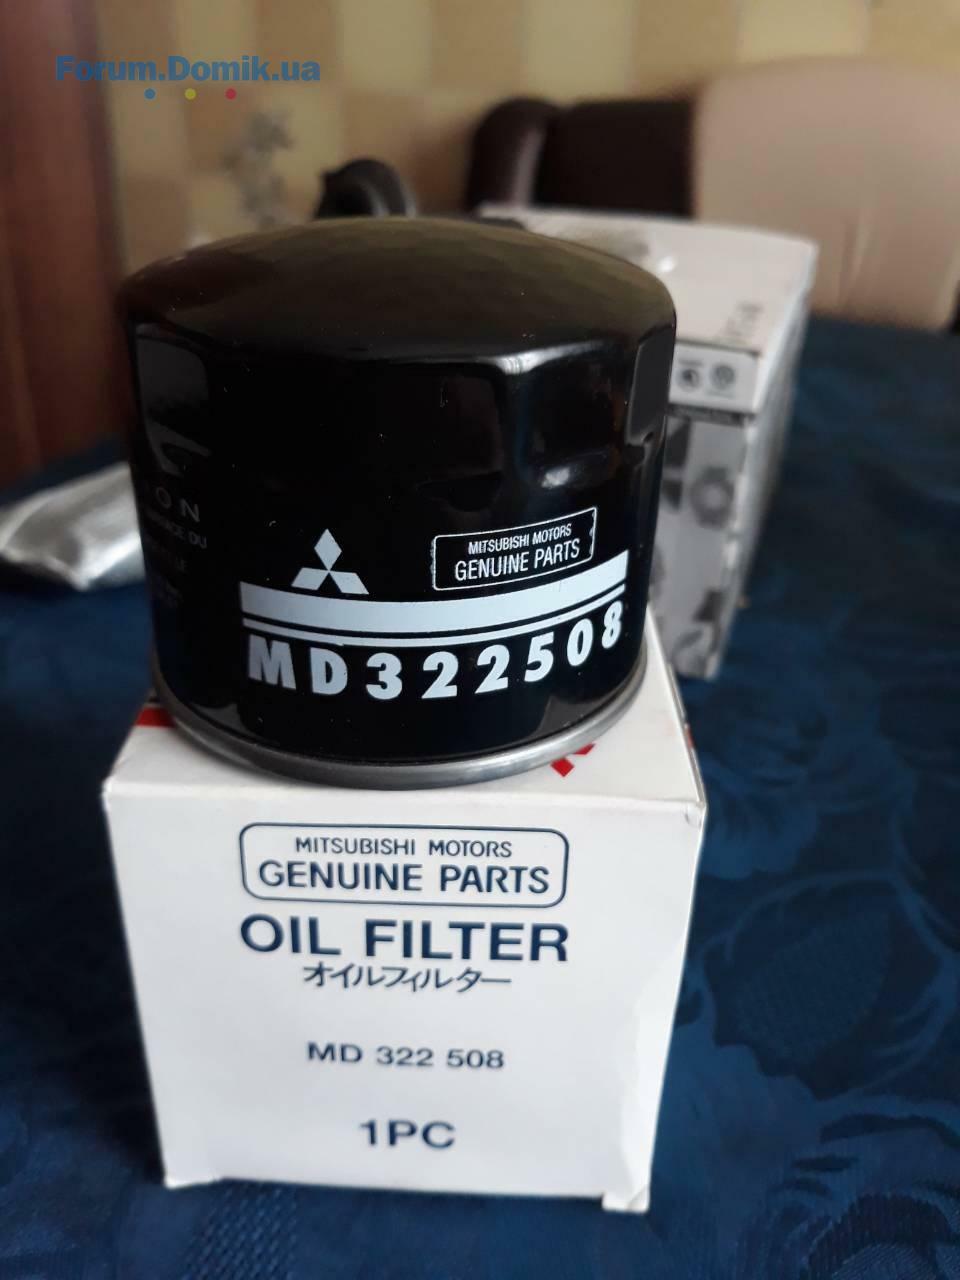 Forum.Domik.ua
MITSUBISHI MOTORS
GENUINE PARTS
MD322508
MITSUBISHI MOTORS
GENUINE PARTS
OIL FILTER
オイルフィルター
MD 322 508
1PC